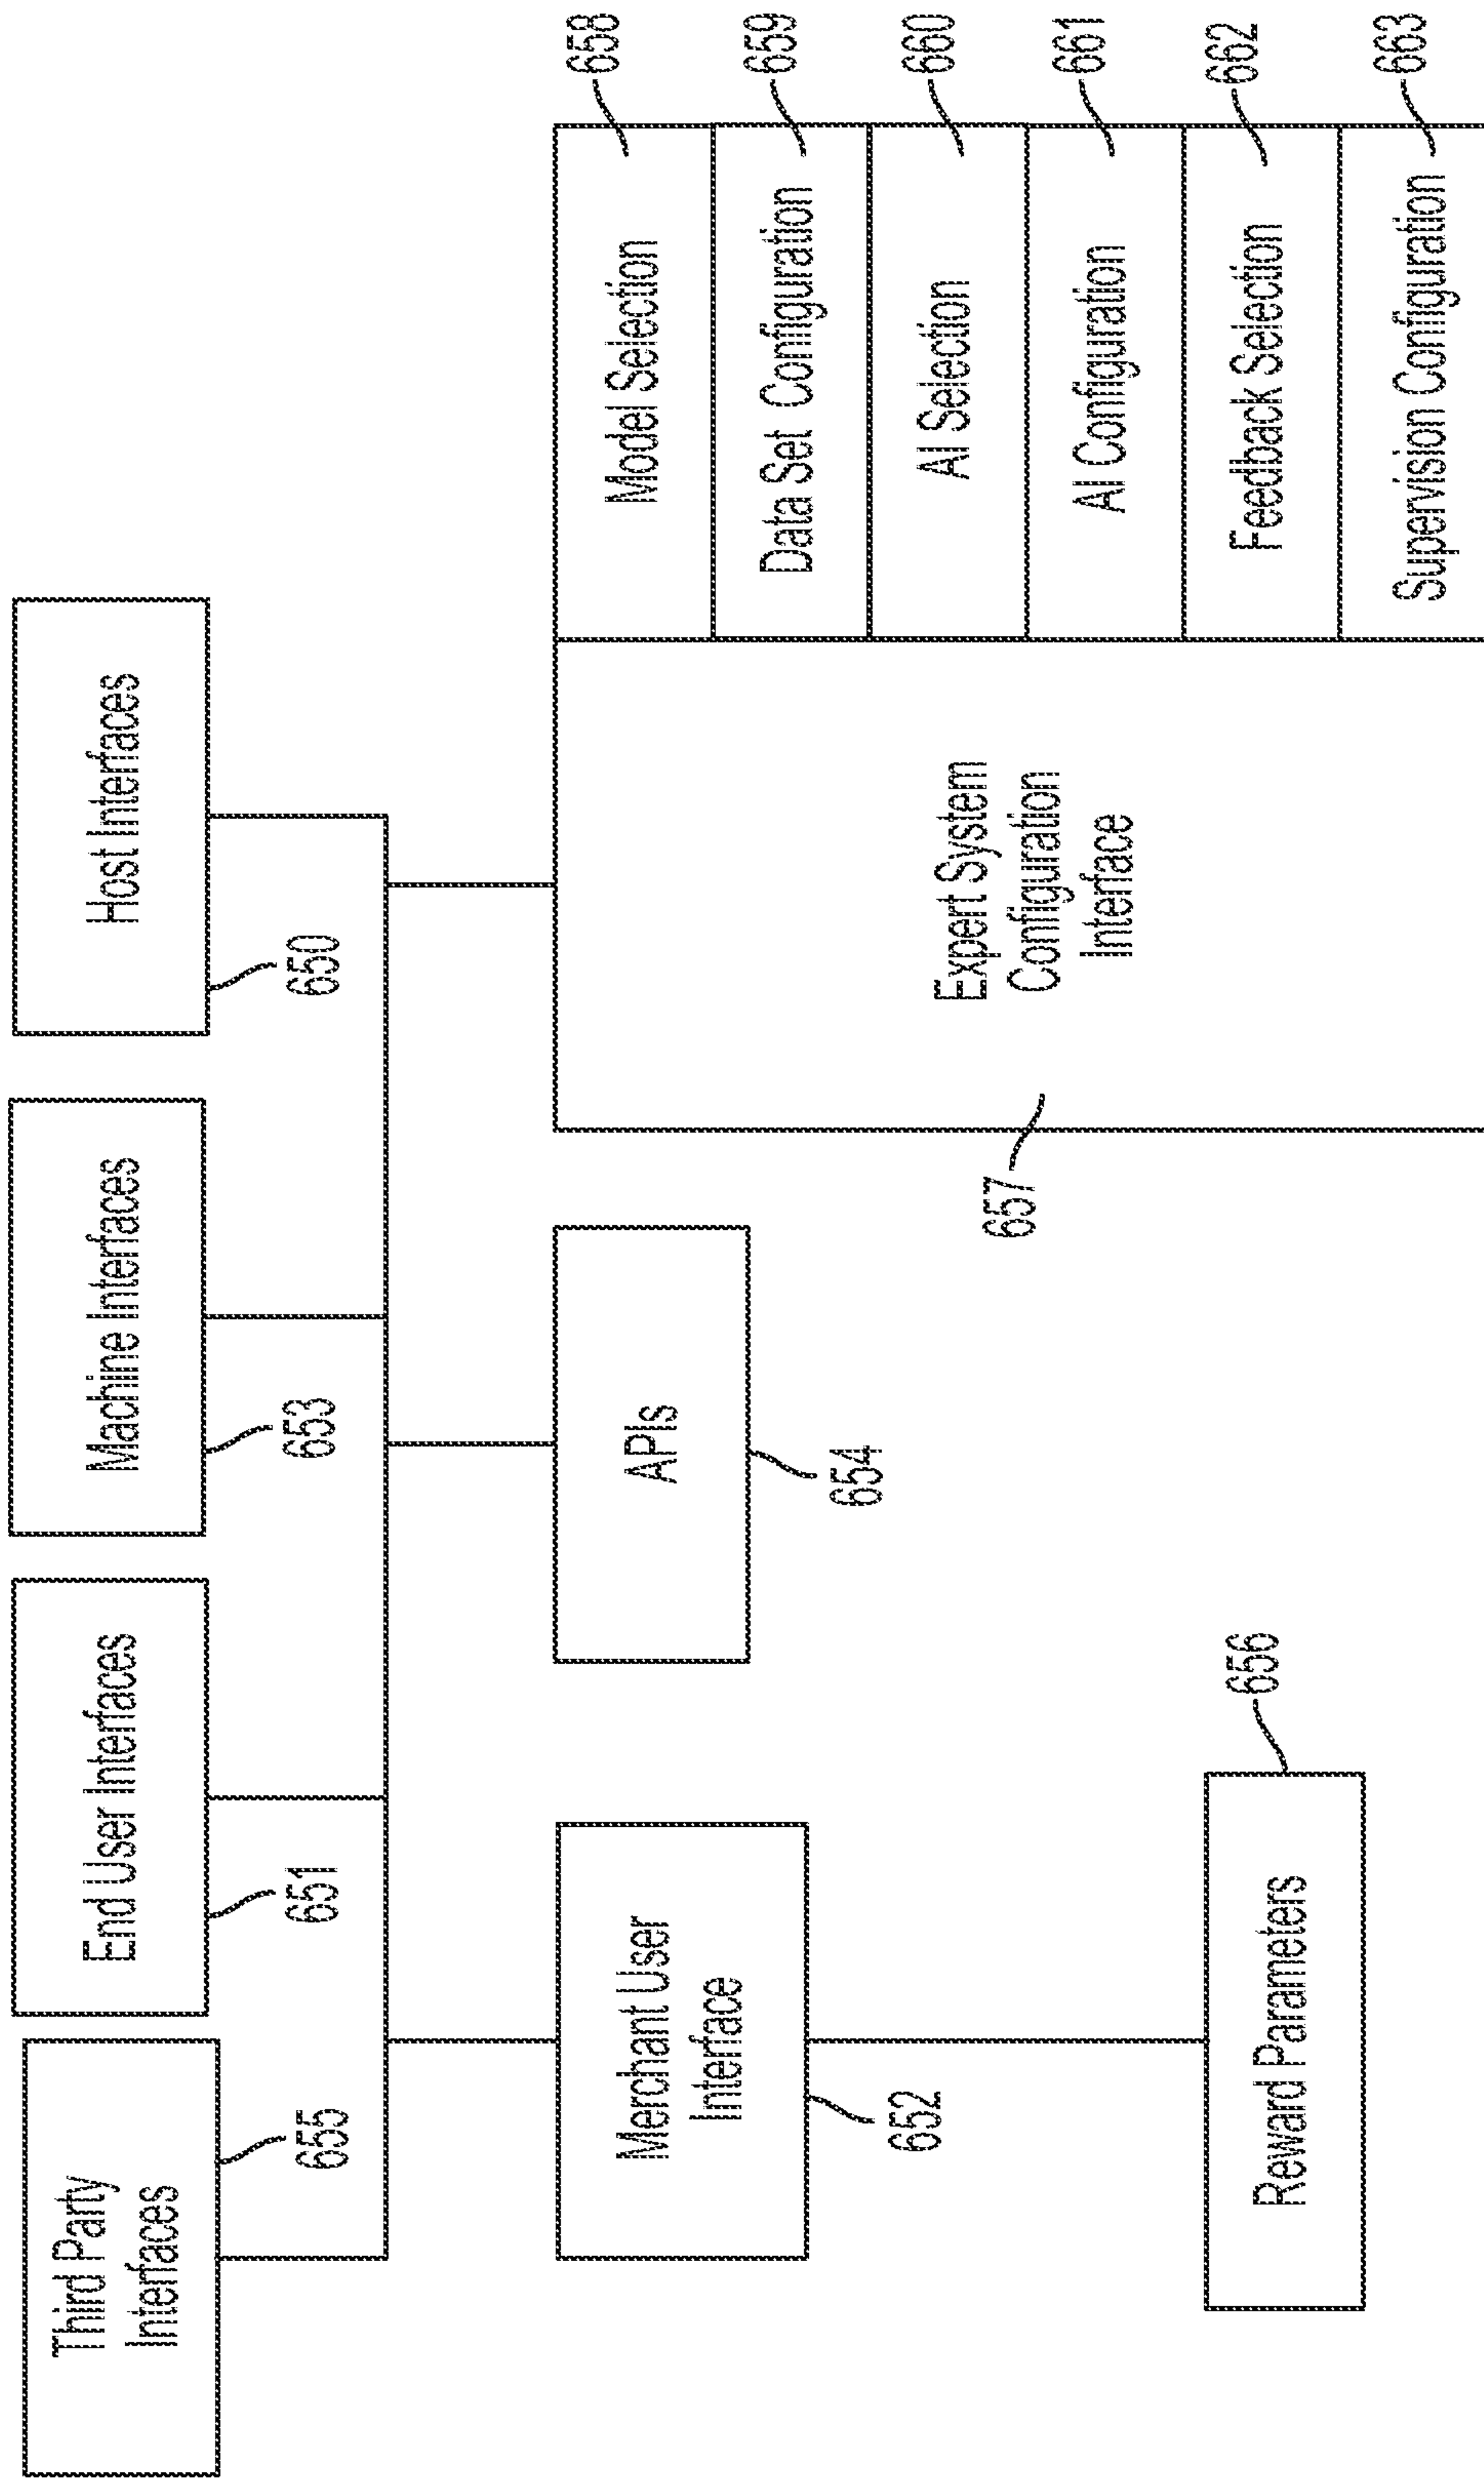 Third Party
Interfaces
655
End User Interfaces
651
Machine Interfaces
653
Host Interfaces
650
Merchant User
Interface
652
APIs
654
Reward Parameters
656
Expert System
Configuration
Interface
657
Model Selection
658
Data Set Configuration
659
AI Selection
660
AI Configuration
661
Feedback Selection
662
Supervision Configuration
663